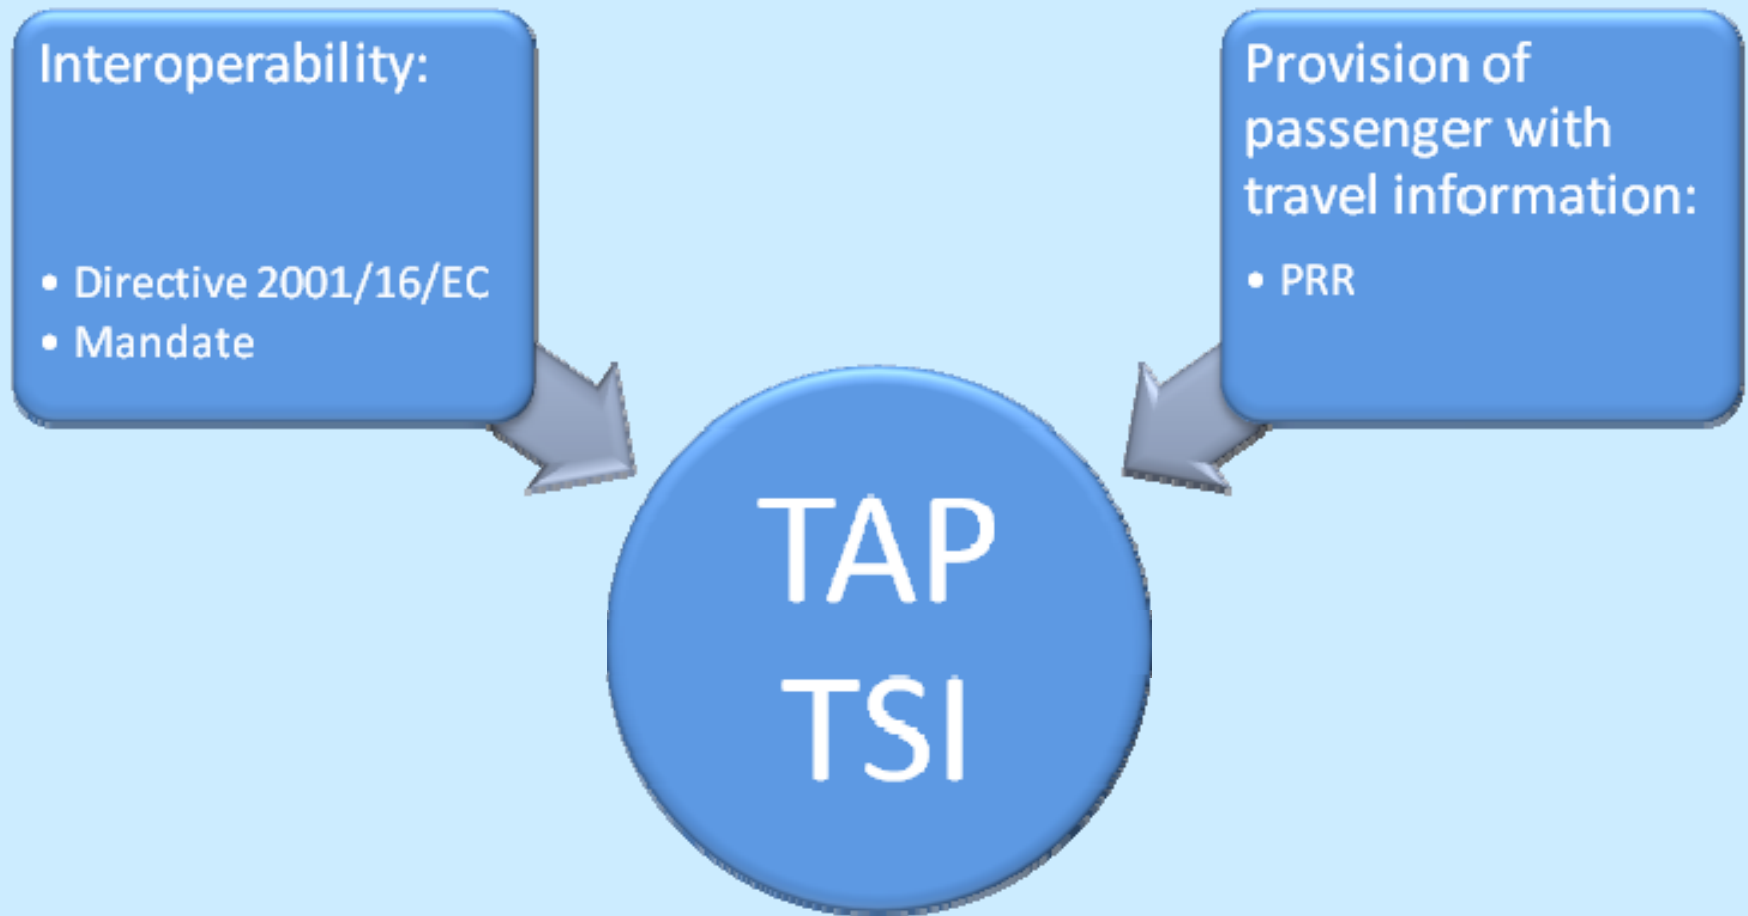 Interoperability:
• Directive 2001/16/EC
• Mandate
Provision of
passenger with
travel information:
• PRR
TAP
TSI